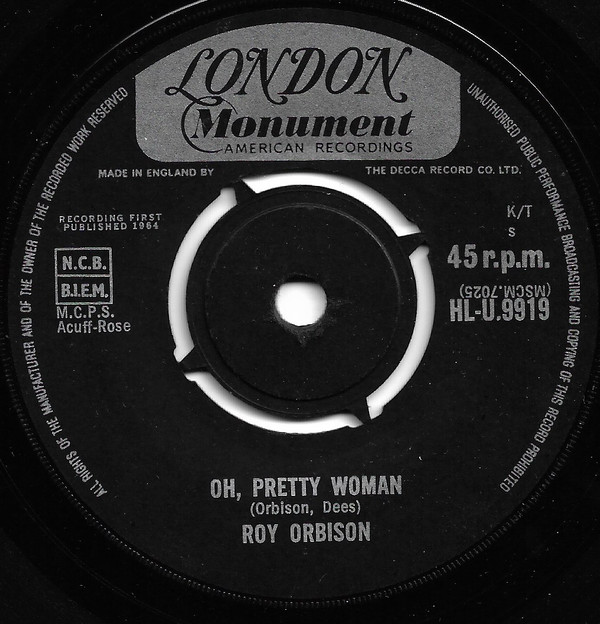 LONDON
Monument
AMERICAN RECORDINGS
MADE IN ENGLAND BY THE DECCA RECORD CO. LTD.
ALL RIGHTS OF THE MANUFACTURER AND OF THE OWNER OF THE RECORDED WORK RESERVED
UNAUTHORISED PUBLIC PERFORMANCE BROADCASTING AND COPYING OF THIS RECORD PROHIBITED
RECORDING FIRST
PUBLISHED 1964
N.C.B.
B.I.E.M.
M.C.P.S.
Acuff-Rose
K/T
S
45 r.p.m.
(MSCM.7025)
HL-U.9919
OH, PRETTY WOMAN
(Orbison, Dees)
ROY ORBISON